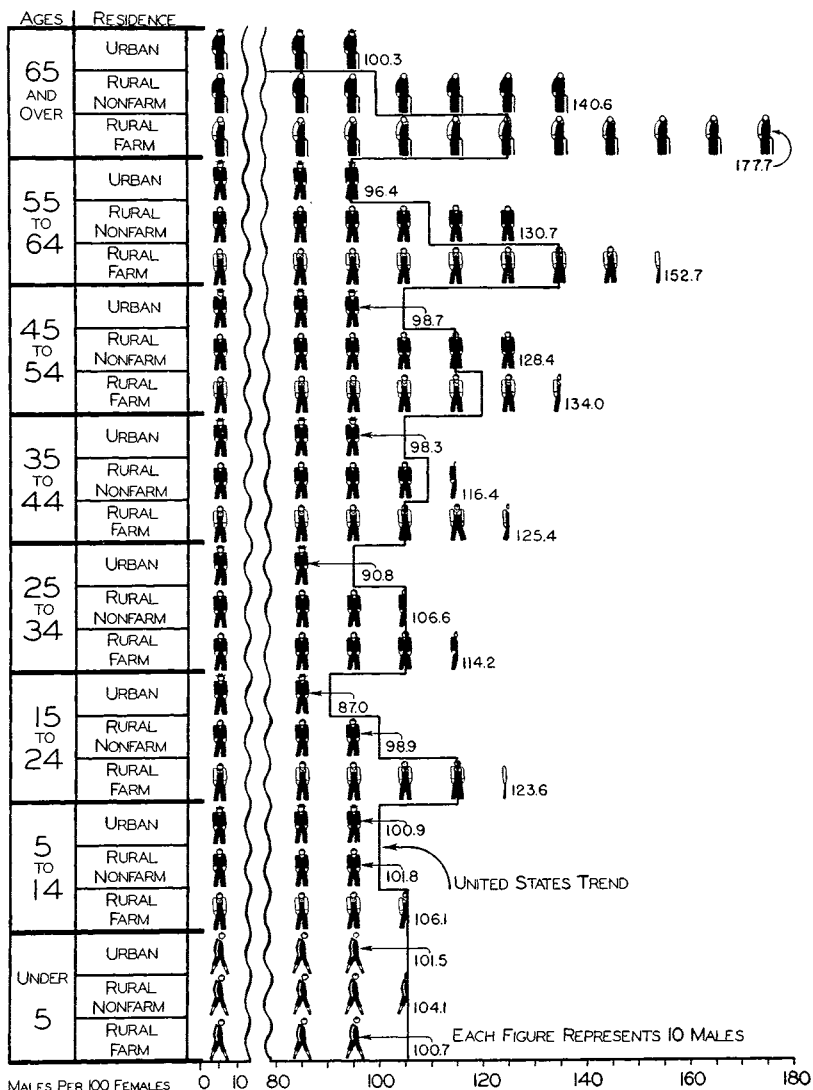 AGES RESIDENCE
65 AND OVER
URBAN 100.3
RURAL NONFARM 140.6
RURAL FARM 177.7
55 TO 64
URBAN 96.4
RURAL NONFARM 130.7
RURAL FARM 152.7
45 TO 54
URBAN 98.7
RURAL NONFARM 128.4
RURAL FARM 134.0
35 TO 44
URBAN 98.3
RURAL NONFARM 116.4
RURAL FARM 125.4
25 TO 34
URBAN 90.8
RURAL NONFARM 106.6
RURAL FARM 114.2
15 TO 24
URBAN 87.0
RURAL NONFARM 98.9
RURAL FARM 123.6
5 TO 14
URBAN 100.9
RURAL NONFARM 101.8
UNITED STATES TREND
RURAL FARM 106.1
UNDER 5
URBAN 101.5
RURAL NONFARM 104.1
RURAL FARM 100.7
EACH FIGURE REPRESENTS 10 MALES
MALES PER 100 FEMALES 0 10 80 100 120 140 160 180